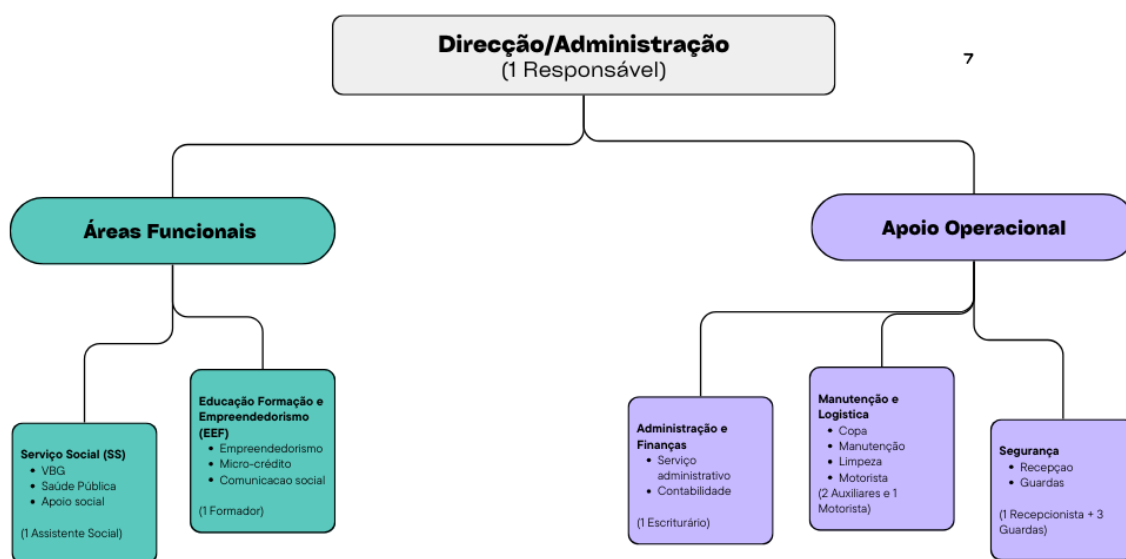 Direcção/Administração
(1 Responsável)
7
Áreas Funcionais
Apoio Operacional
Serviço Social (SS)
• VBG
• Saúde Pública
• Apoio social
(1 Assistente Social)
Educação Formação e
Empreendedorismo
(EEF)
• Empreendedorismo
• Micro-crédito
• Comunicacao social
(1 Formador)
Administração e
Finanças
• Serviço
administrativo
• Contabilidade
(1 Escriturário)
Manutenção e
Logistica
• Copa
• Manutenção
• Limpeza
• Motorista
(2 Auxiliares e 1
Motorista)
Segurança
• Recepçao
• Guardas
(1 Recepcionista + 3
Guardas)